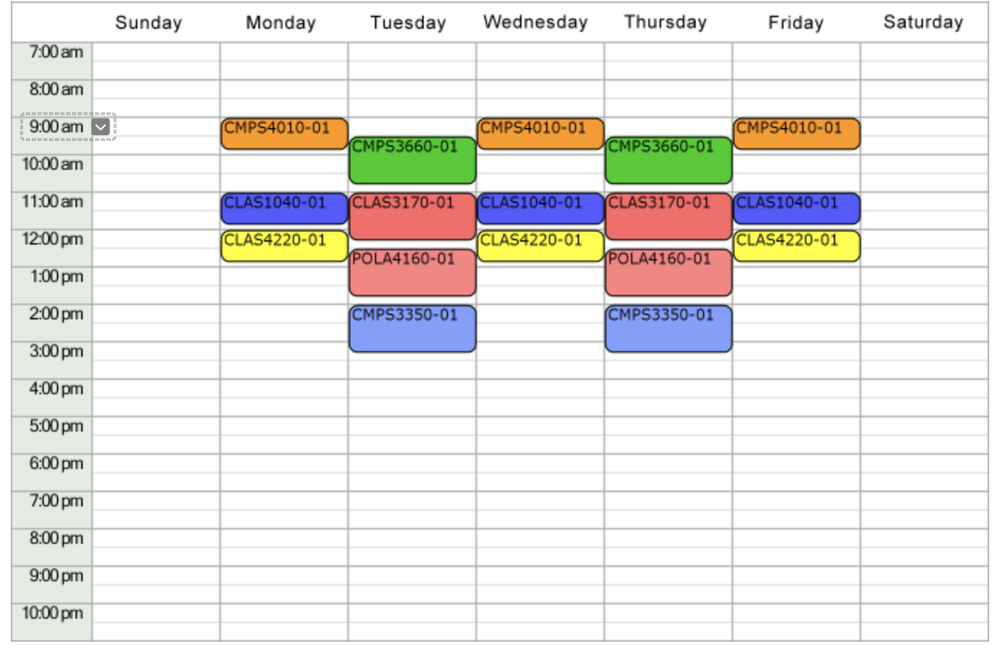 Sunday Monday Tuesday Wednesday Thursday Friday Saturday
7:00 am
8:00 am
9:00 am CMPS4010-01 CMPS4010-01 CMPS4010-01
CMPS3660-01 CMPS3660-01
10:00 am
11:00 am CLAS1040-01 CLAS3170-01 CLAS1040-01 CLAS3170-01 CLAS1040-01
12:00 pm CLAS4220-01 CLAS4220-01 CLAS4220-01
POLA4160-01 POLA4160-01
1:00 pm
2:00 pm CMPS3350-01 CMPS3350-01
3:00 pm
4:00 pm
5:00 pm
6:00 pm
7:00 pm
8:00 pm
9:00 pm
10:00 pm